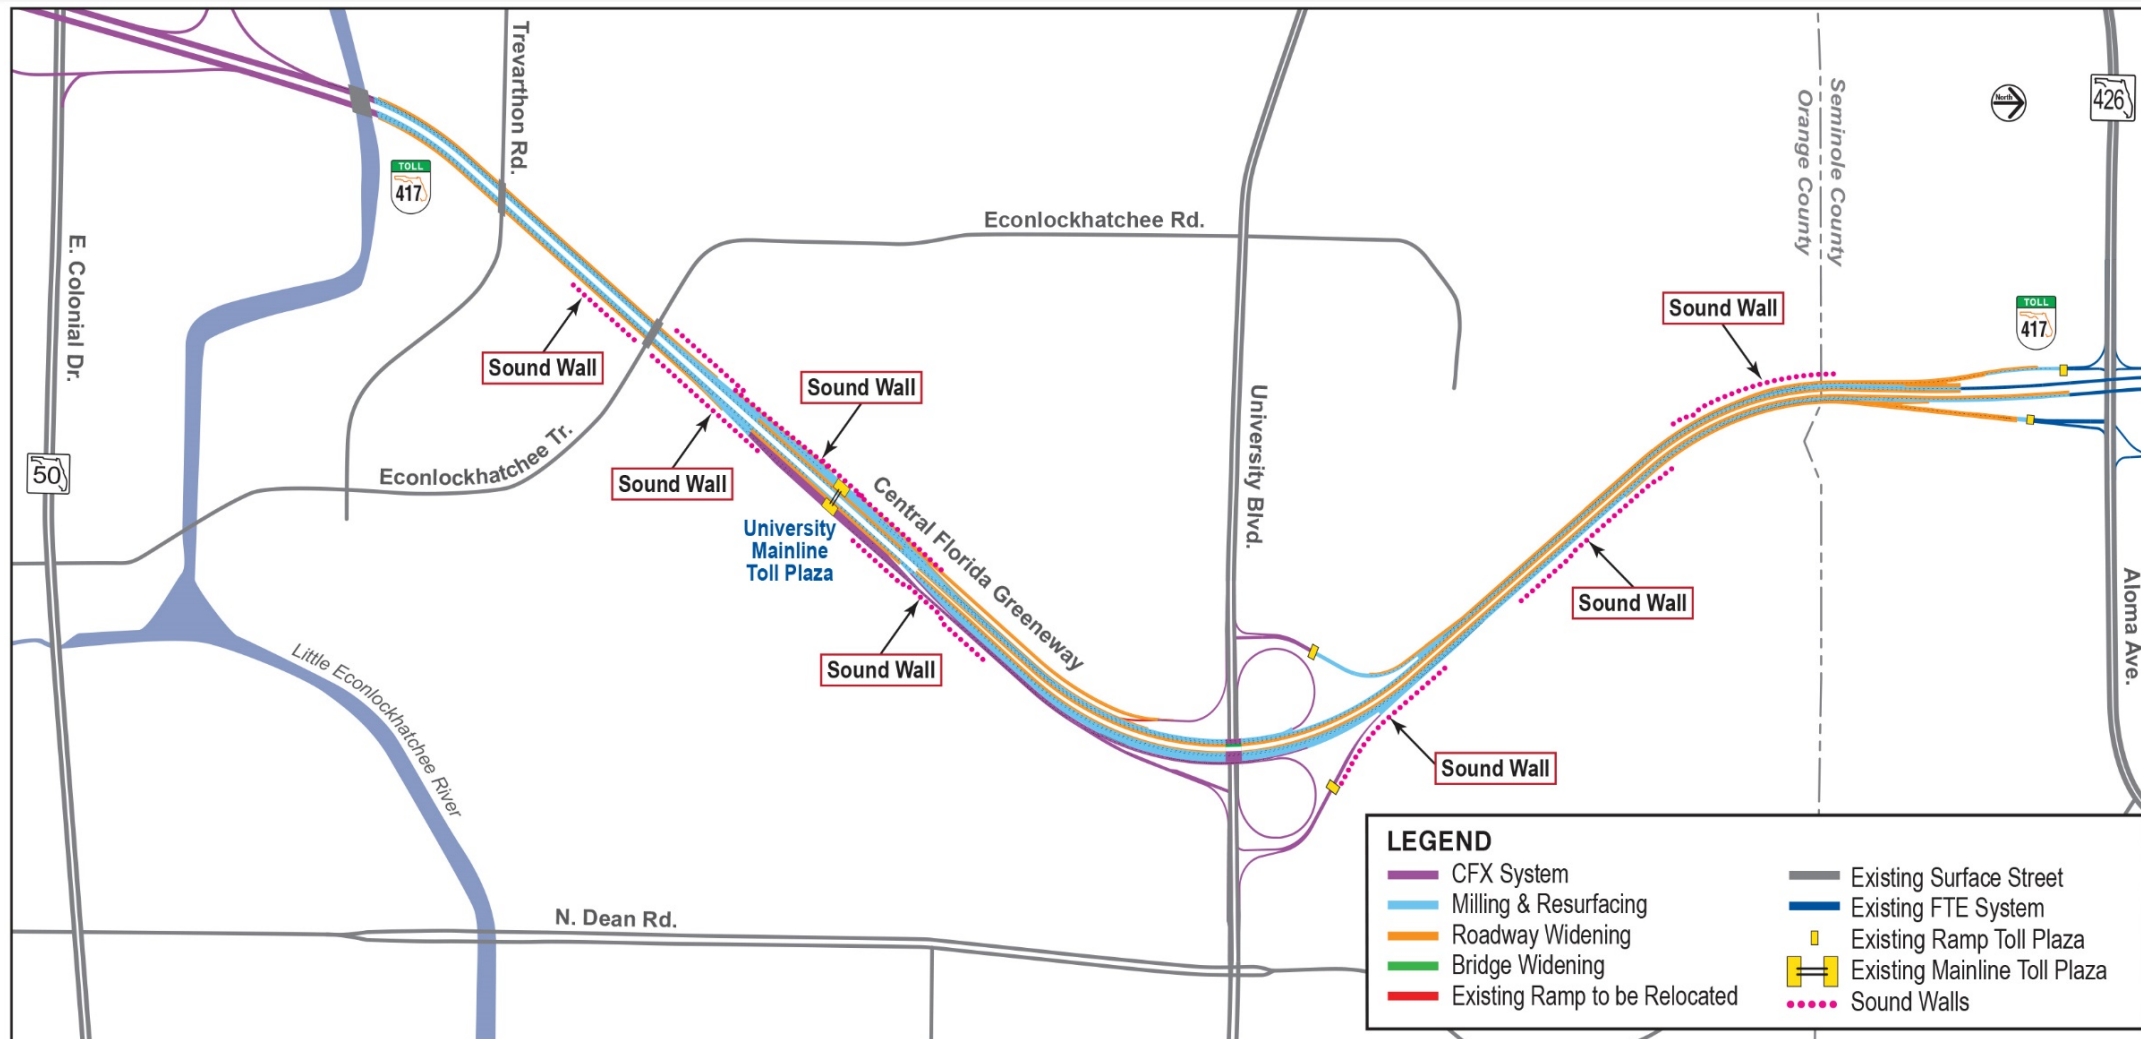 Trevarthon Rd.
North
Seminole County
Orange County
426
TOLL
417
E. Colonial Dr.
Econlockhatchee Rd.
Sound Wall
TOLL
417
Sound Wall
Sound Wall
University Blvd.
50
Econlockhatchee Tr.
Sound Wall
Central Florida Greeneway
University
Mainline
Toll Plaza
Sound Wall
Aloma Ave.
Sound Wall
Little Econlockhatchee River
Sound Wall
N. Dean Rd.
LEGEND
CFX System
Milling & Resurfacing
Roadway Widening
Bridge Widening
Existing Ramp to be Relocated
Existing Surface Street
Existing FTE System
Existing Ramp Toll Plaza
Existing Mainline Toll Plaza
Sound Walls